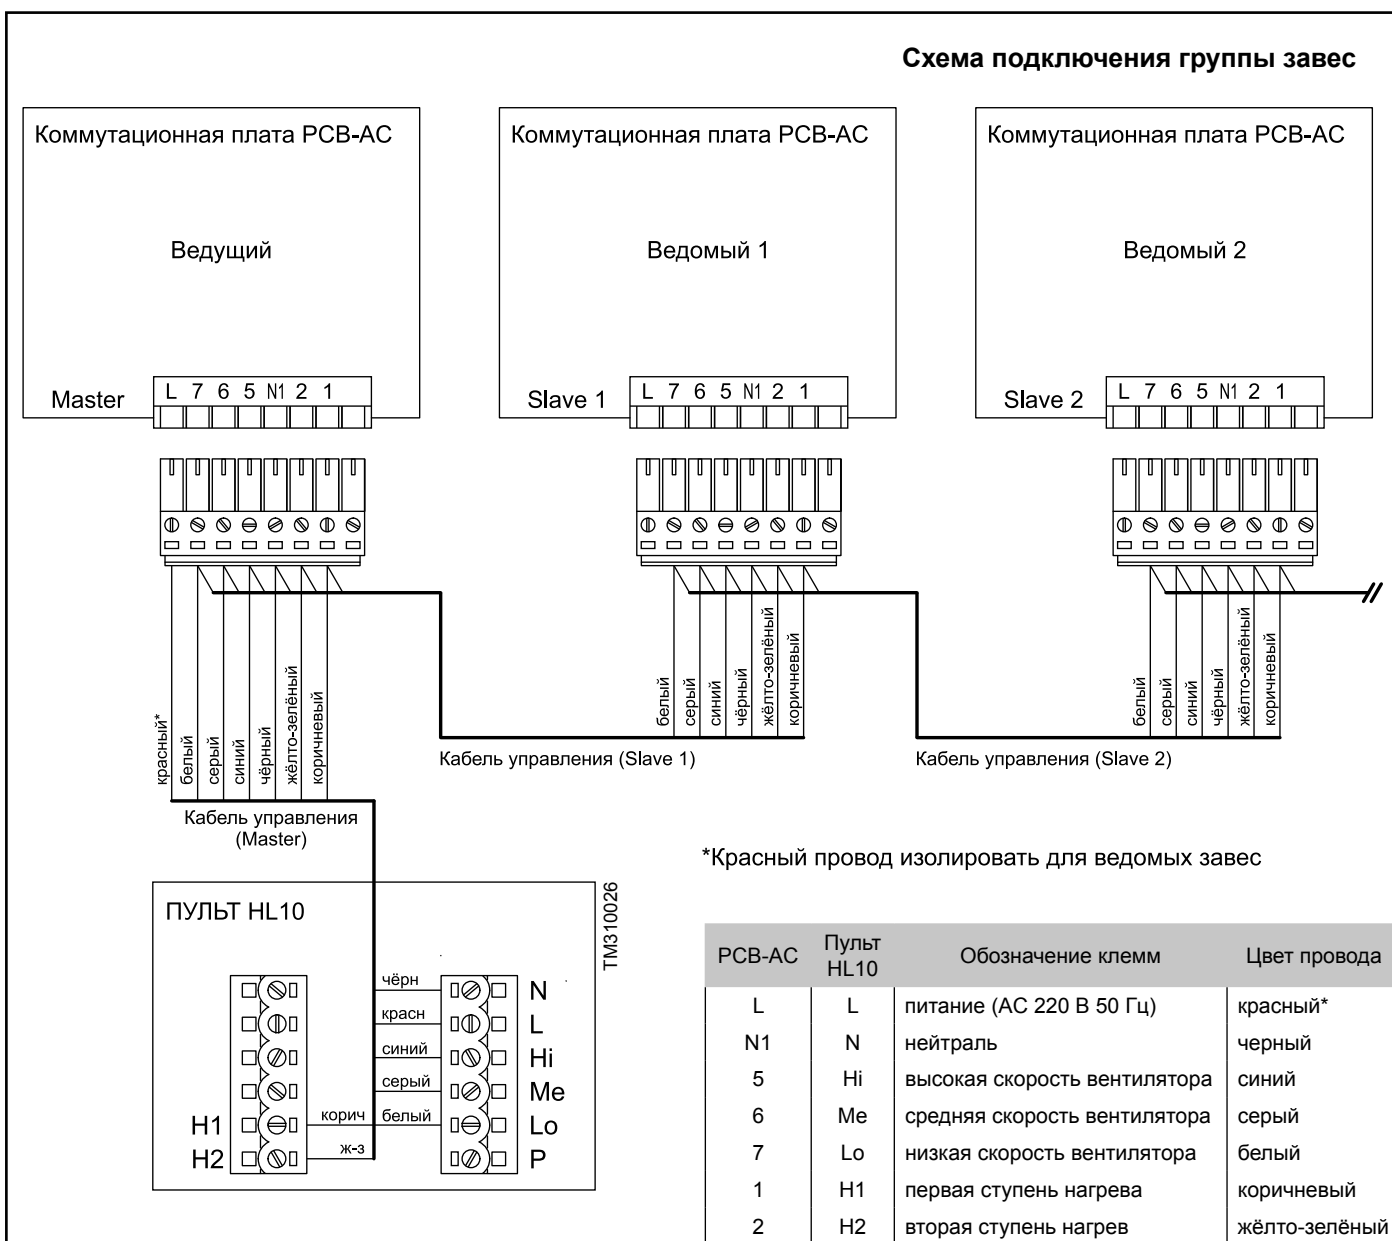 Схема подключения группы завес
Коммутационная плата PCB-AC
Ведущий
Master
L 7 6 5 N1 2 1
Коммутационная плата PCB-AC
Ведомый 1
Slave 1
L 7 6 5 N1 2 1
Коммутационная плата PCB-AC
Ведомый 2
Slave 2
L 7 6 5 N1 2 1
красный*
белый
серый
синий
чёрный
жёлто-зелёный
коричневый
белый
серый
синий
чёрный
жёлто-зелёный
коричневый
белый
серый
синий
чёрный
жёлто-зелёный
коричневый
Кабель управления (Slave 1)
Кабель управления (Slave 2)
Кабель управления
(Master)
*Красный провод изолировать для ведомых завес
ПУЛЬТ HL10
TM310026
чёрн N
красн L
синий Hi
серый Me
H1 корич белый Lo
H2 ж-з P
PCB-AC Пульт HL10 Обозначение клемм Цвет провода
L L питание (AC 220 В 50 Гц) красный*
N1 N нейтраль черный
5 Hi высокая скорость вентилятора синий
6 Me средняя скорость вентилятора серый
7 Lo низкая скорость вентилятора белый
1 H1 первая ступень нагрева коричневый
2 H2 вторая ступень нагрев жёлто-зелёный